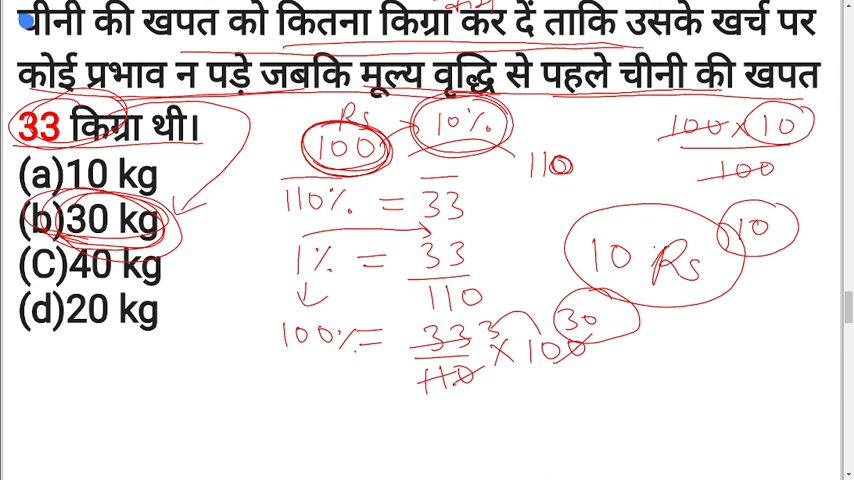 चीनी की खपत को कितना किग्रा कर दें ताकि उसके खर्च पर
कोई प्रभाव न पड़े जबकि मूल्य वृद्धि से पहले चीनी की खपत
33 किग्रा थी।
(a)10 kg
(b)30 kg
(C)40 kg
(d)20 kg
Rs
100 10%
110
100 x 10
100
10
110% = 33
1% = 33
110
10 Rs
100% = 33 3 x 100 30
110